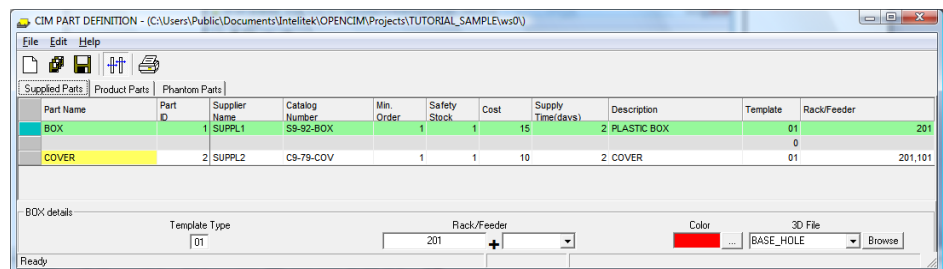 CIM PART DEFINITION - (C:\Users\Public\Documents\Intelitek\OPENCIM\Projects\TUTORIAL_SAMPLE\ws0\)
File Edit Help
Supplied Parts Product Parts Phantom Parts
Part Name Part ID Supplier Name Catalog Number Min. Order Safety Stock Cost Supply Time(days) Description Template Rack/Feeder
BOX 1 SUPPL1 S9-92-BOX 1 1 15 2 PLASTIC BOX 01 201
0
COVER 2 SUPPL2 C9-79-COV 1 1 10 2 COVER 01 201,101
BOX details
Template Type Rack/Feeder Color 3D File
01 201 + ... BASE_HOLE Browse
Ready